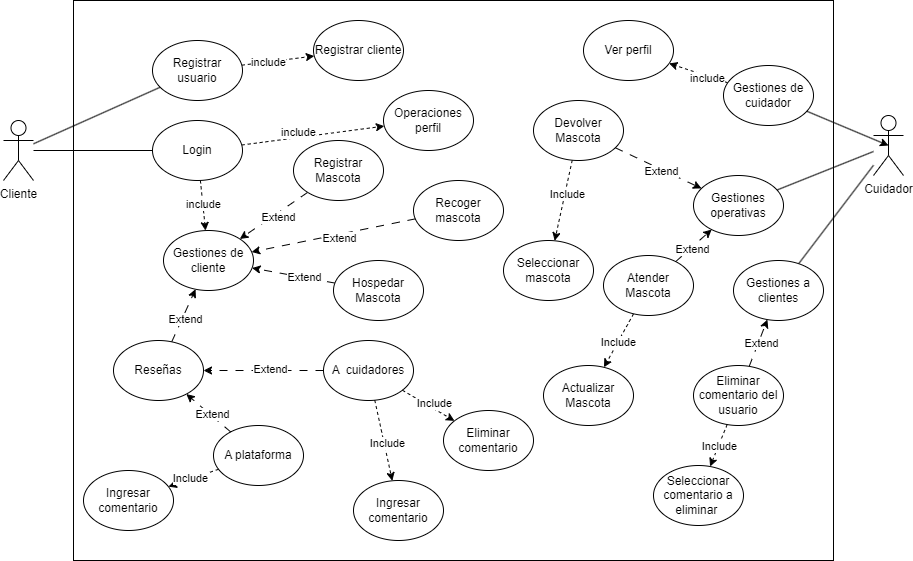 Registrar
usuario
include
Registrar cliente
Ver perfil
include
Gestiones de
cuidador
Cliente
Login
include
Operaciones
perfil
include
Registrar
Mascota
Extend
Recoger
mascota
Extend
Gestiones de
cliente
Extend
Hospedar
Mascota
Extend
Reseñas
Extend
A  cuidadores
Extend
A plataforma
Include
Ingresar
comentario
Include
Eliminar
comentario
Include
Ingresar
comentario
Devolver
Mascota
Extend
Include
Gestiones
operativas
Cuidador
Seleccionar
mascota
Extend
Atender
Mascota
Include
Actualizar
Mascota
Gestiones a
clientes
Extend
Eliminar
comentario del
usuario
Include
Seleccionar
comentario a
eliminar